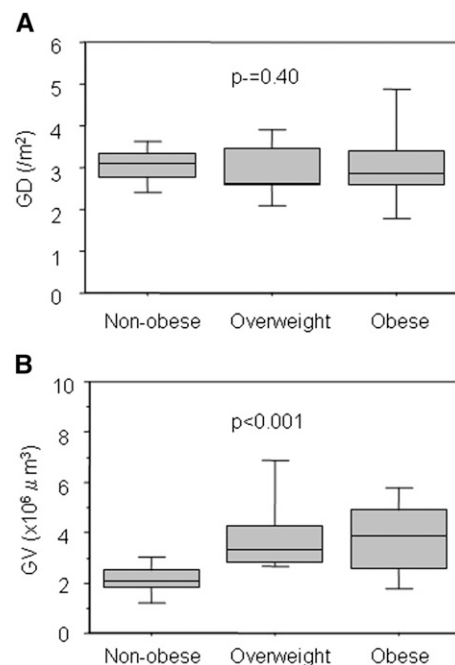 A
6
5
4
3
2
1
0
GD (/m²)
p-=0.40
Non-obese Overweight Obese
B
10
8
6
4
2
0
GV (x10⁶ μm³)
p<0.001
Non-obese Overweight Obese